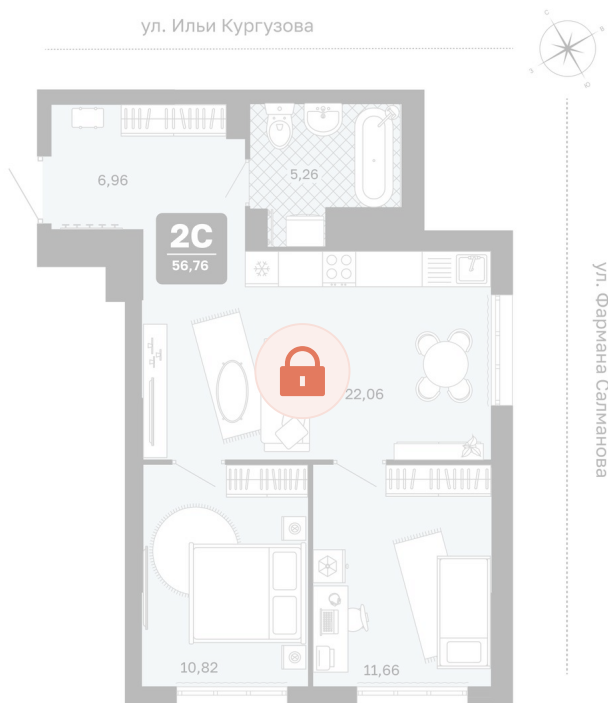 ул. Ильи Кургузова
С
В
З
Ю
6,96
5,26
2С
56,76
ул. Фармана Салманова
22,06
10,82
11,66